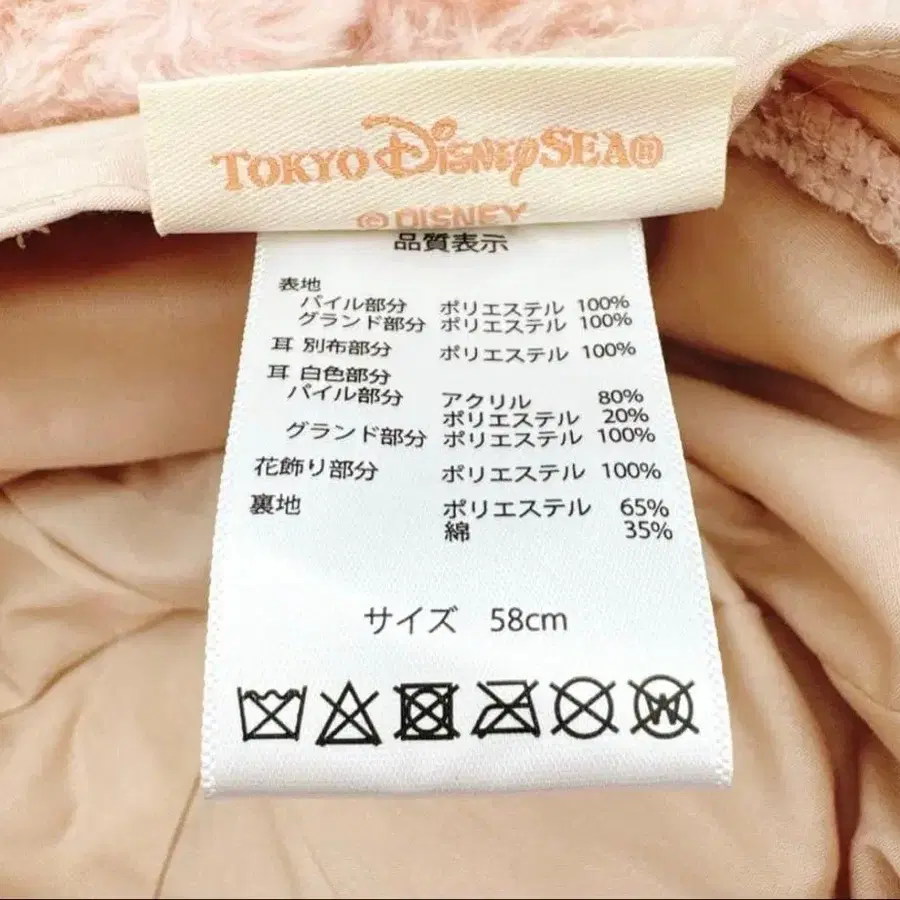 TOKYO DISNEYSEA®
© DISNEY
品質表示
表地
パイル部分 ポリエステル 100%
グランド部分 ポリエステル 100%
耳 別布部分 ポリエステル 100%
耳 白色部分
パイル部分 アクリル 80%
ポリエステル 20%
グランド部分 ポリエステル 100%
花飾り部分 ポリエステル 100%
裏地 ポリエステル 65%
綿 35%
サイズ 58cm
W